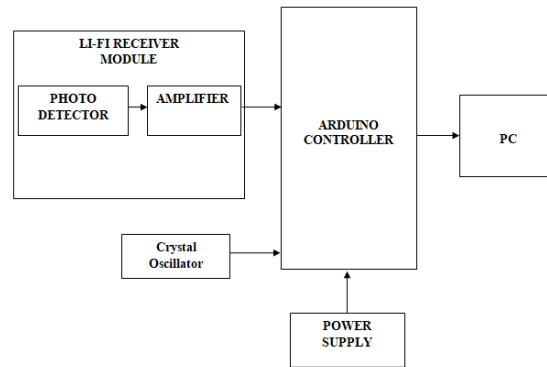 LI-FI RECEIVER
MODULE
PHOTO
DETECTOR
AMPLIFIER
ARDUINO
CONTROLLER
PC
Crystal
Oscillator
POWER
SUPPLY